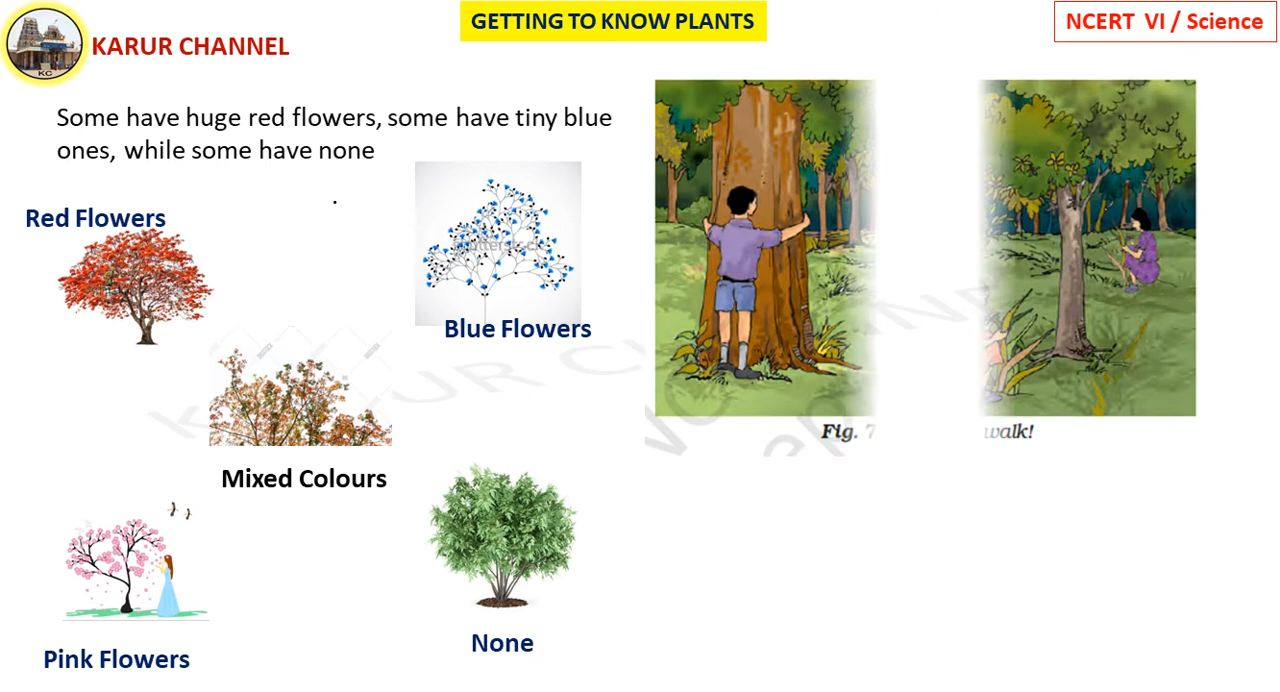 GETTING TO KNOW PLANTS
NCERT VI / Science
KARUR CHANNEL
KC
Some have huge red flowers, some have tiny blue
ones, while some have none
.
Red Flowers
Blue Flowers
Fig. 7
walk!
Mixed Colours
None
Pink Flowers